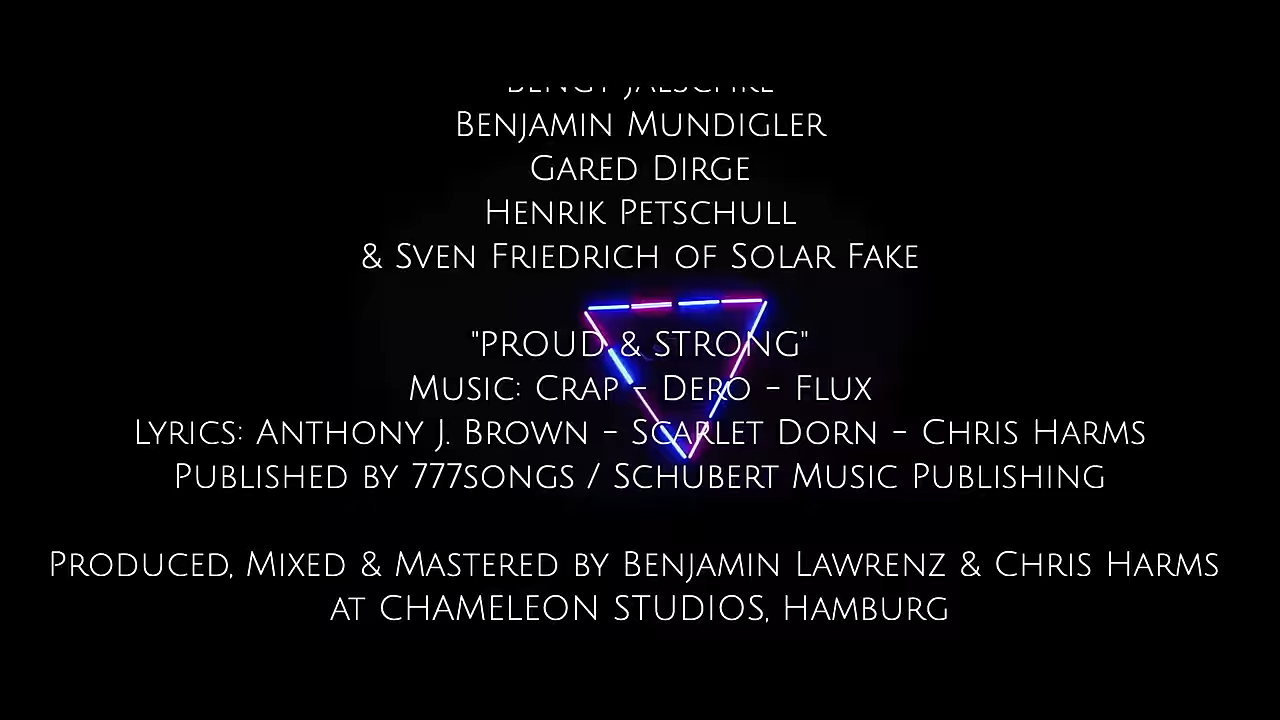 BENJAMIN MUNDIGLER
GARED DIRGE
HENRIK PETSCHULL
& SVEN FRIEDRICH OF SOLAR FAKE
"PROUD & STRONG"
MUSIC: CRAP - DERO - FLUX
LYRICS: ANTHONY J. BROWN - SCARLET DORN - CHRIS HARMS
PUBLISHED BY 777SONGS / SCHUBERT MUSIC PUBLISHING
PRODUCED, MIXED & MASTERED BY BENJAMIN LAWRENZ & CHRIS HARMS
AT CHAMELEON STUDIOS, HAMBURG